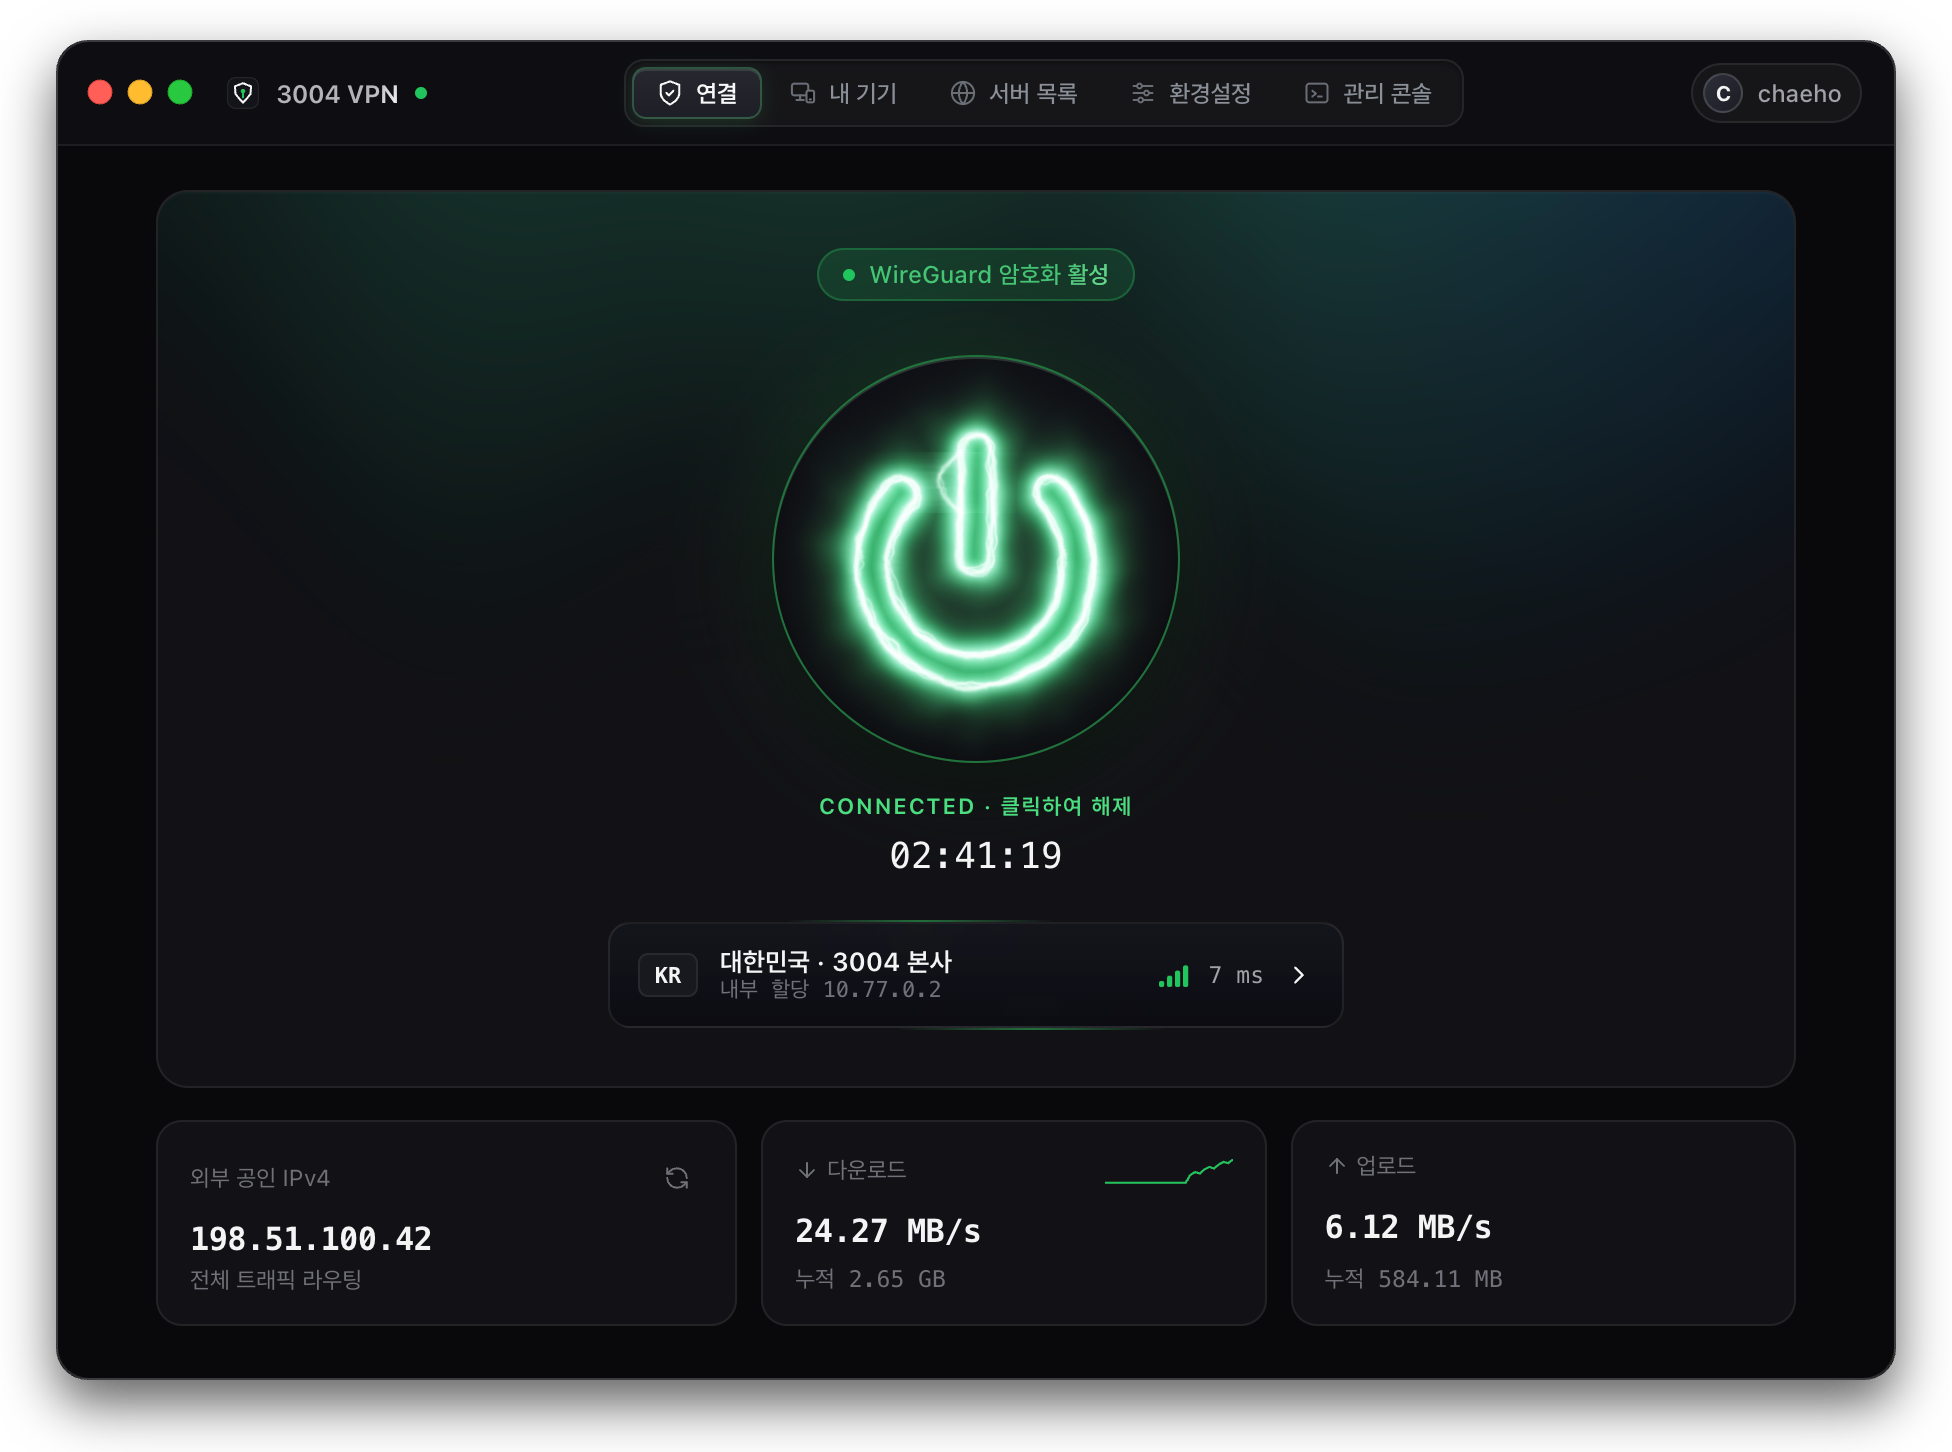 3004 VPN
연결
내 기기
서버 목록
환경설정
관리 콘솔
C
chaeho
WireGuard 암호화 활성
CONNECTED · 클릭하여 해제
02:41:19
KR
대한민국 · 3004 본사
내부 할당 10.77.0.2
7 ms
외부 공인 IPv4
198.51.100.42
전체 트래픽 라우팅
다운로드
24.27 MB/s
누적 2.65 GB
업로드
6.12 MB/s
누적 584.11 MB